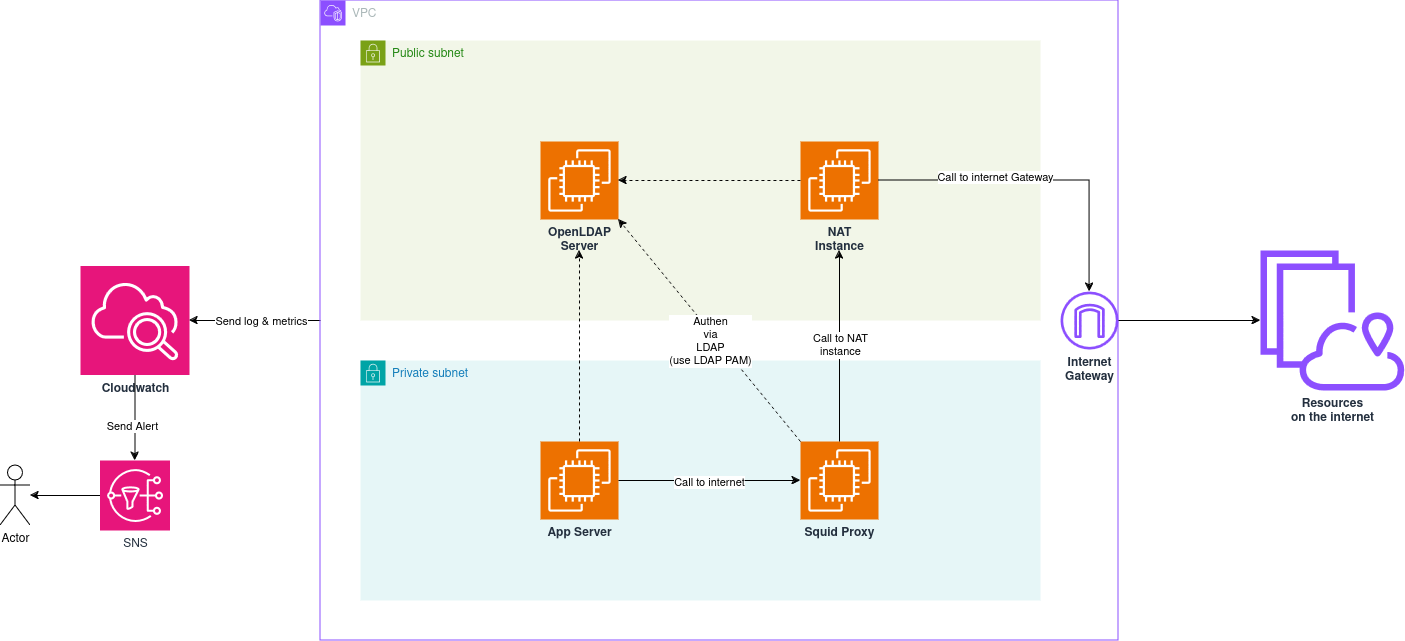 VPC
Public subnet
OpenLDAP
Server
NAT
Instance
Call to internet Gateway
Send log & metrics
Cloudwatch
Send Alert
SNS
Actor
Authen
via
LDAP
(use LDAP PAM)
Call to NAT
instance
Internet
Gateway
Resources
on the internet
Private subnet
App Server
Call to internet
Squid Proxy